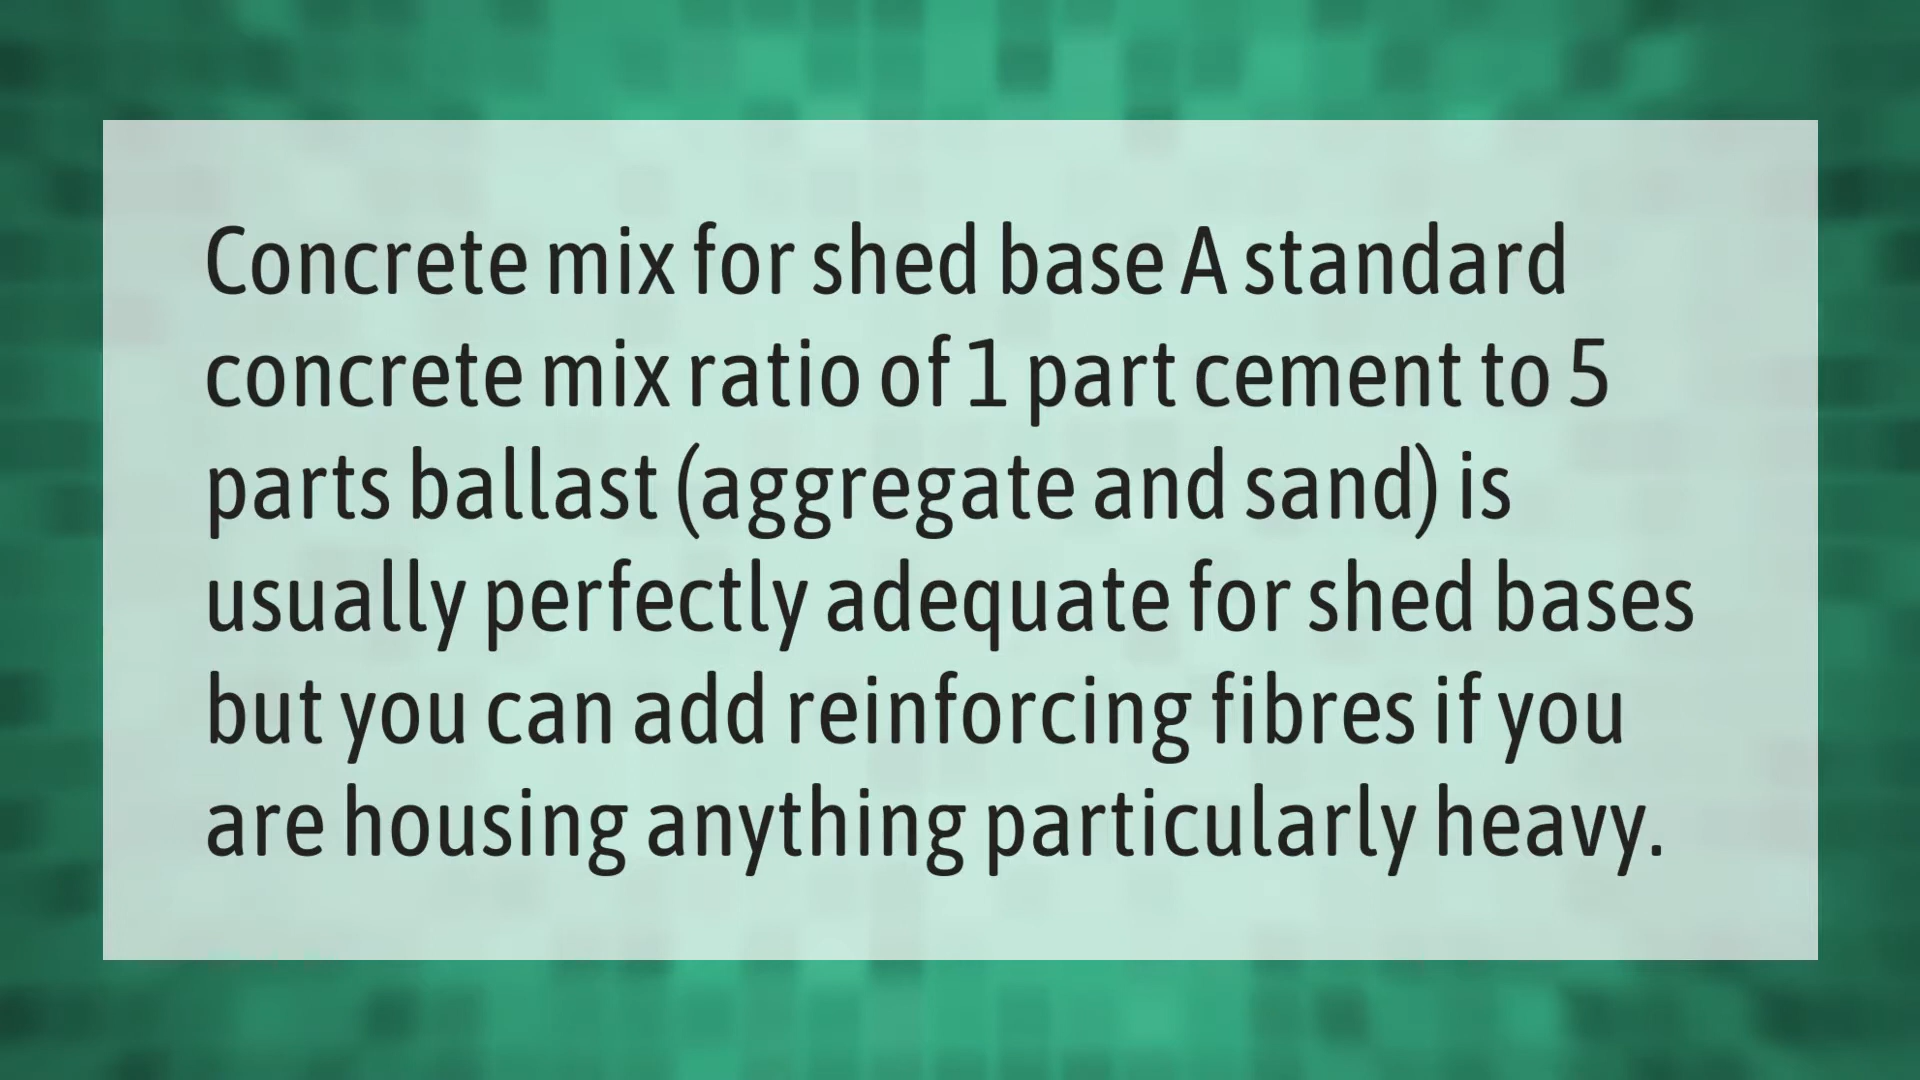 Concrete mix for shed base A standard
concrete mix ratio of 1 part cement to 5
parts ballast (aggregate and sand) is
usually perfectly adequate for shed bases
but you can add reinforcing fibres if you
are housing anything particularly heavy.